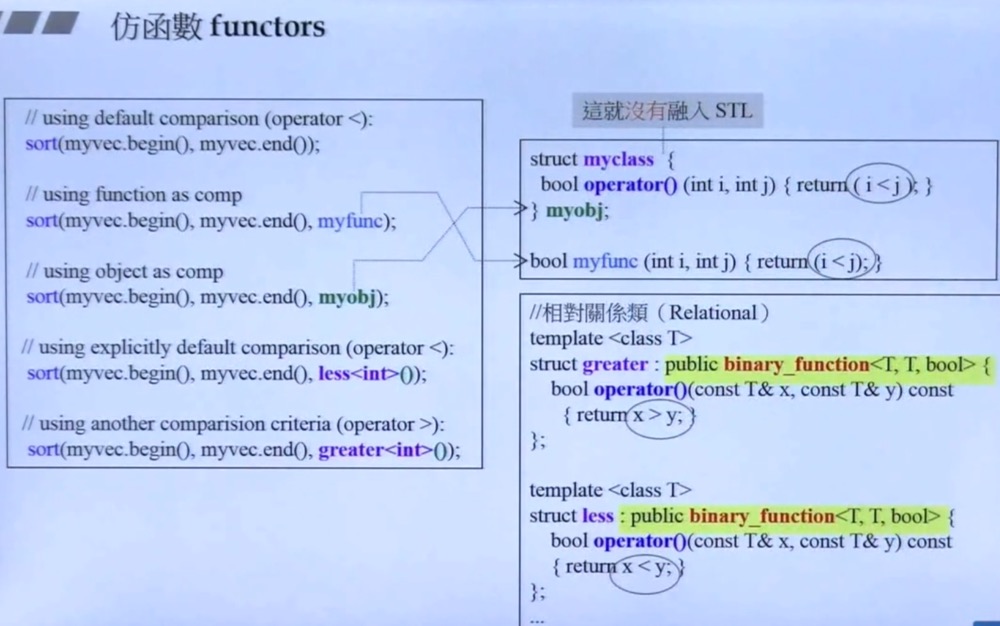 仿函數 functors
// using default comparison (operator <):
sort(myvec.begin(), myvec.end());
// using function as comp
sort(myvec.begin(), myvec.end(), myfunc);
// using object as comp
sort(myvec.begin(), myvec.end(), myobj);
// using explicitly default comparison (operator <):
sort(myvec.begin(), myvec.end(), less<int>());
// using another comparision criteria (operator >):
sort(myvec.begin(), myvec.end(), greater<int>());
這就沒有融入 STL
struct myclass {
bool operator() (int i, int j) { return ( i < j ); }
} myobj;
bool myfunc (int i, int j) { return (i < j); }
//相對關係類（Relational）
template <class T>
struct greater : public binary_function<T, T, bool> {
bool operator()(const T& x, const T& y) const
{ return x > y; }
};
template <class T>
struct less : public binary_function<T, T, bool> {
bool operator()(const T& x, const T& y) const
{ return x < y; }
};
...